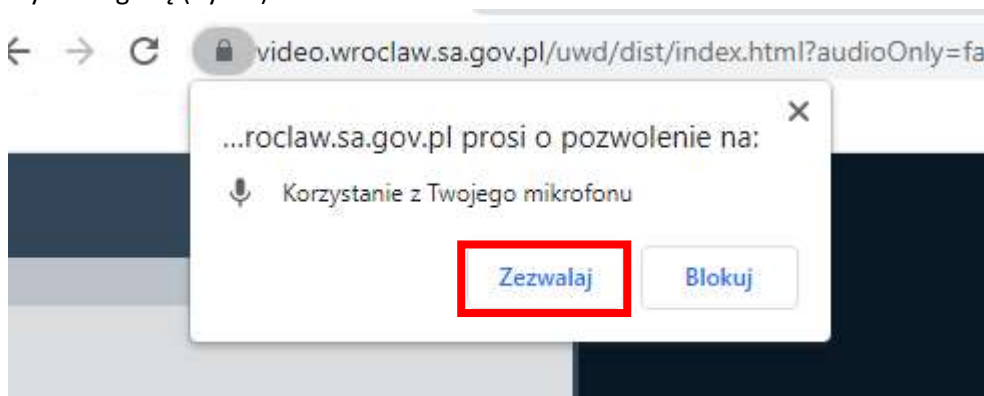 video.wroclaw.sa.gov.pl/uwd/dist/index.html?audioOnly=fa
...roclaw.sa.gov.pl prosi o pozwolenie na:
Korzystanie z Twojego mikrofonu
Zezwalaj Blokuj